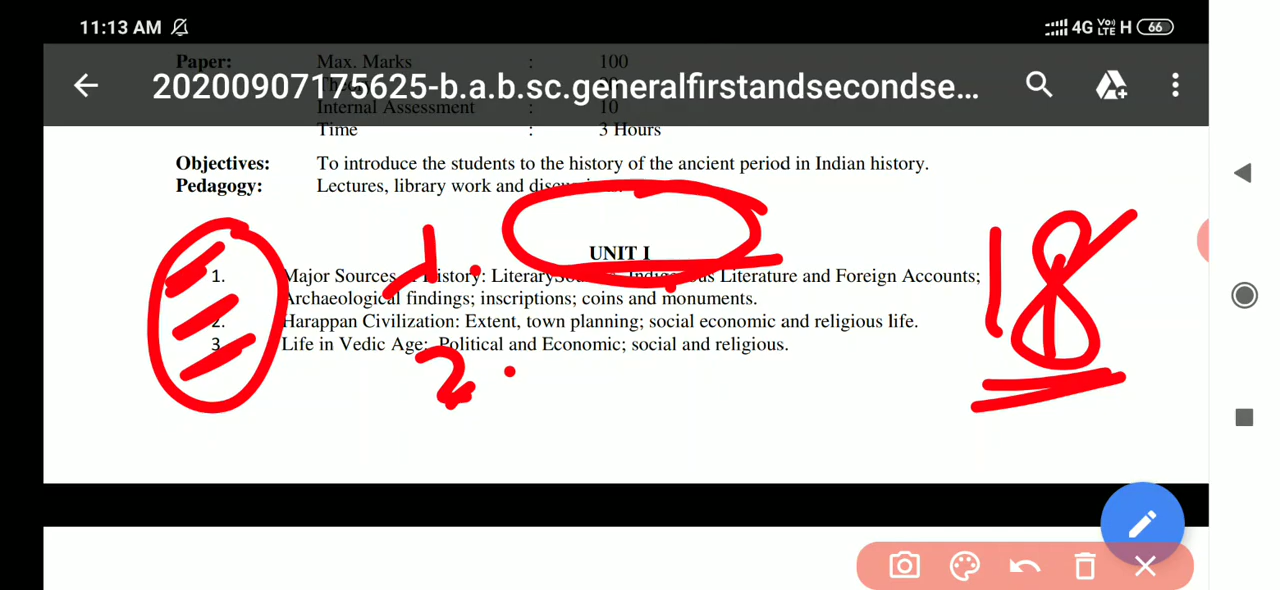 11:13 AM 4G Vo) LTE H 66
Paper: Max. Marks : 100
20200907175625-b.a.b.sc.generalfirstandsecondse...
Internal Assessment : 10
Time : 3 Hours
Objectives: To introduce the students to the history of the ancient period in Indian history.
Pedagogy: Lectures, library work and
UNIT I
1. Major Sources History: Literary Literature and Foreign Accounts;
Archaeological findings; inscriptions; coins and monuments.
2. Harappan Civilization: Extent, town planning; social economic and religious life.
3. Life in Vedic Age: Political and Economic; social and religious.
1.
2.
18